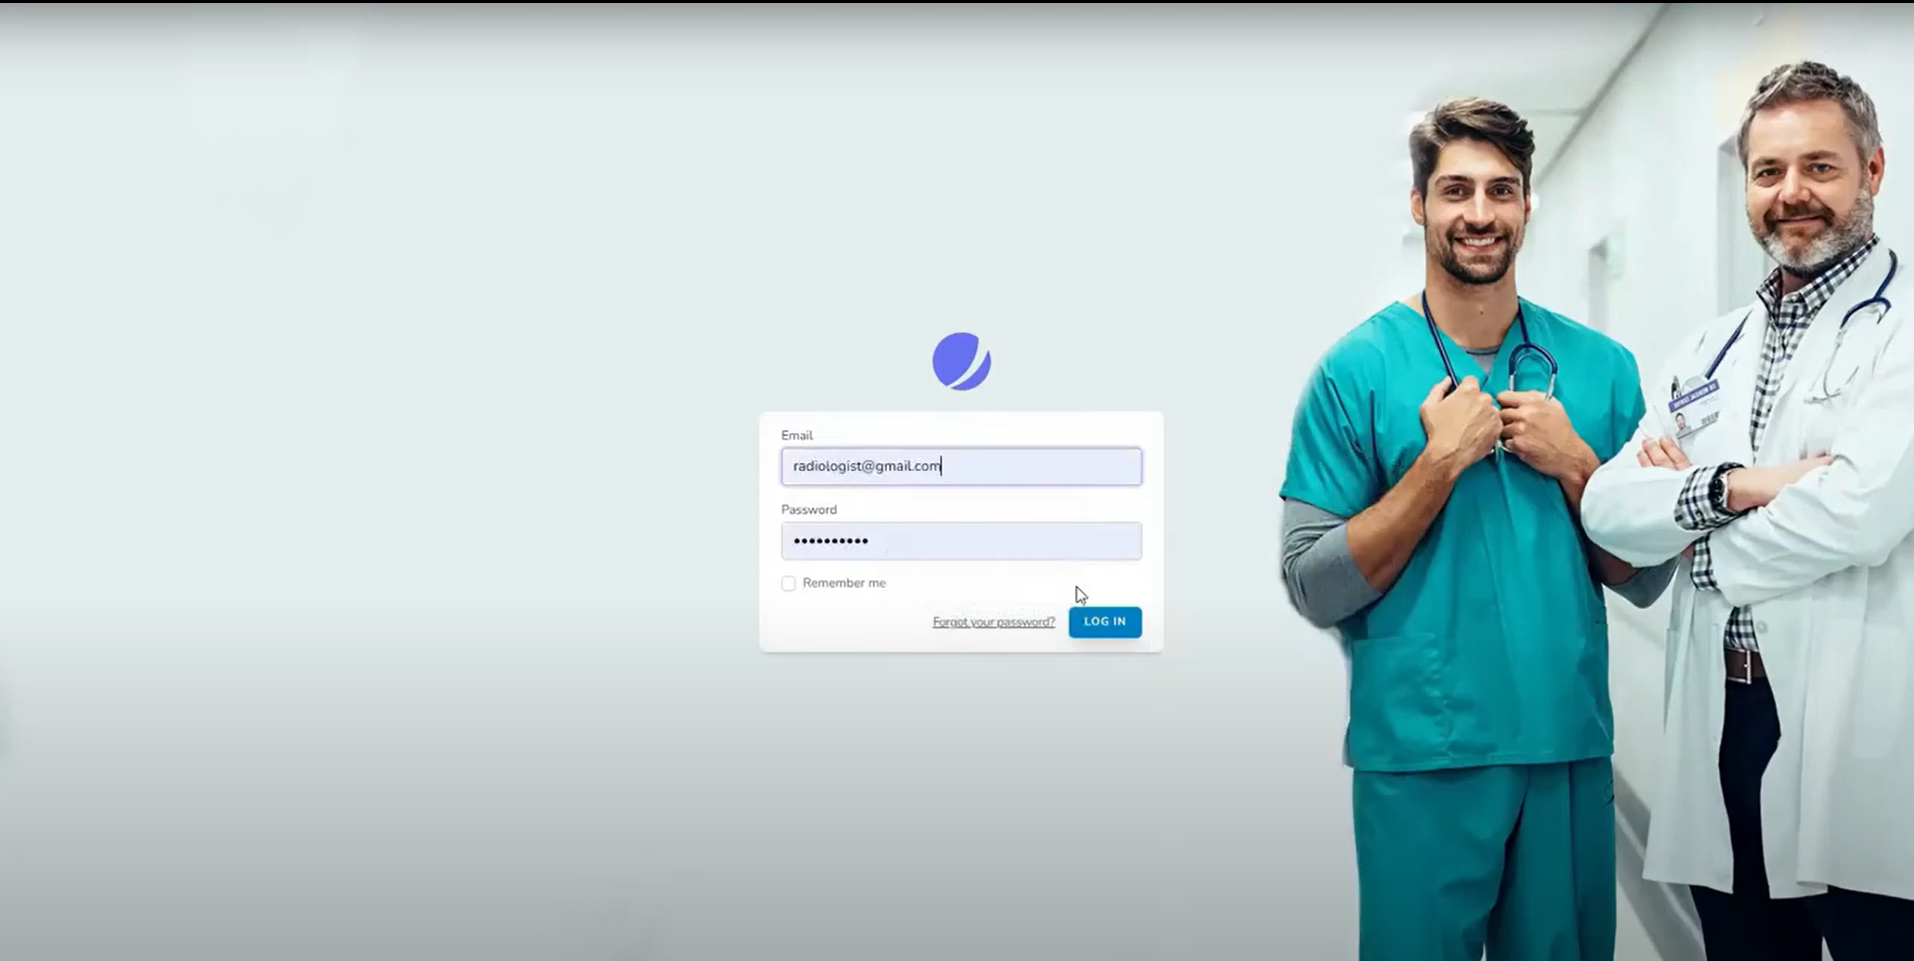 Email
radiologist@gmail.com
Password
••••••••••
Remember me
Forgot your password?
LOG IN